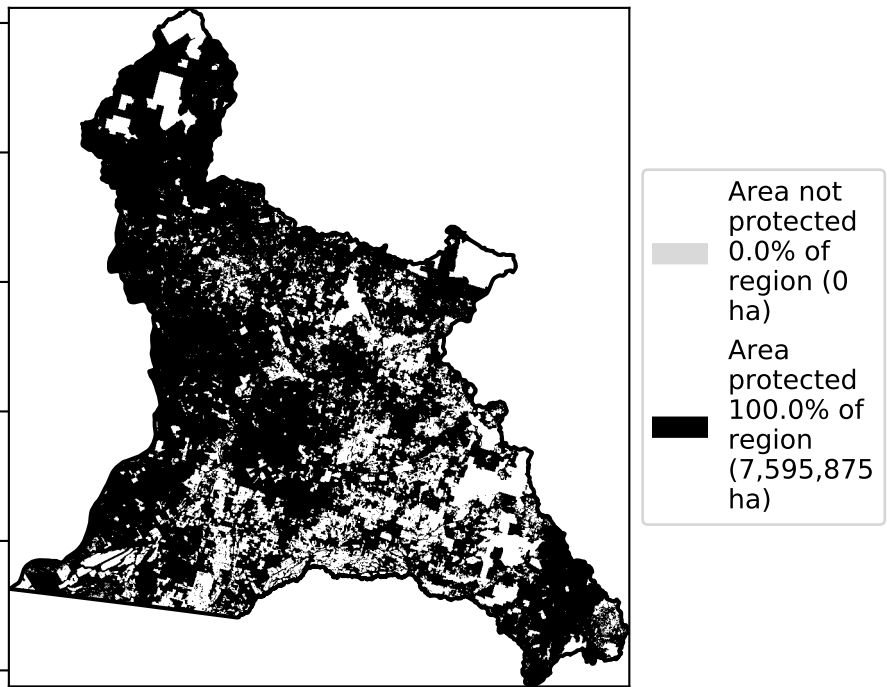 Area not
protected
0.0% of
region (0
ha)
Area
protected
100.0% of
region
(7,595,875
ha)